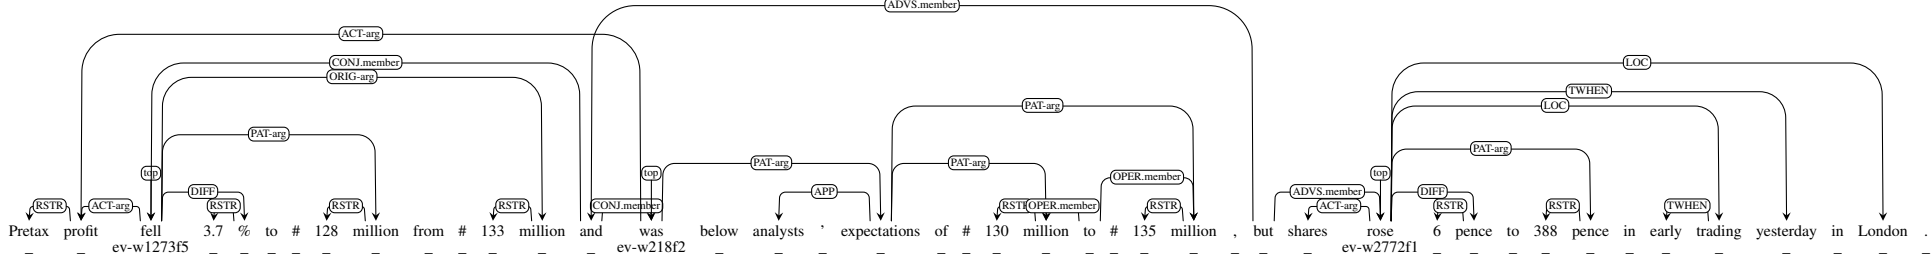 ADVS.member
ACT-arg
CONJ.member LOC
ORIG-arg
TWHEN
PAT-arg LOC
PAT-arg
PAT-arg
PAT-arg PAT-arg
top top OPER.member top
DIFF APP ADVS.member DIFF
RSTR ACT-arg RSTR RSTR RSTR CONJ.member OPER.member RSTR ACT-arg RSTR RSTR TWHEN
Pretax profit fell 3.7 % to # 128 million from # 133 million and was below analysts ' expectations of # 130 million to # 135 million , but shares rose 6 pence to 388 pence in early trading yesterday in London .
ev-w1273f5 ev-w218f2 ev-w2772f1
_ _ _ _ _ _ _ _ _ _ _ _ _ _ _ _ _ _ _ _ _ _ _ _ _ _ _ _ _ _ _ _ _ _ _ _ _ _ _ _